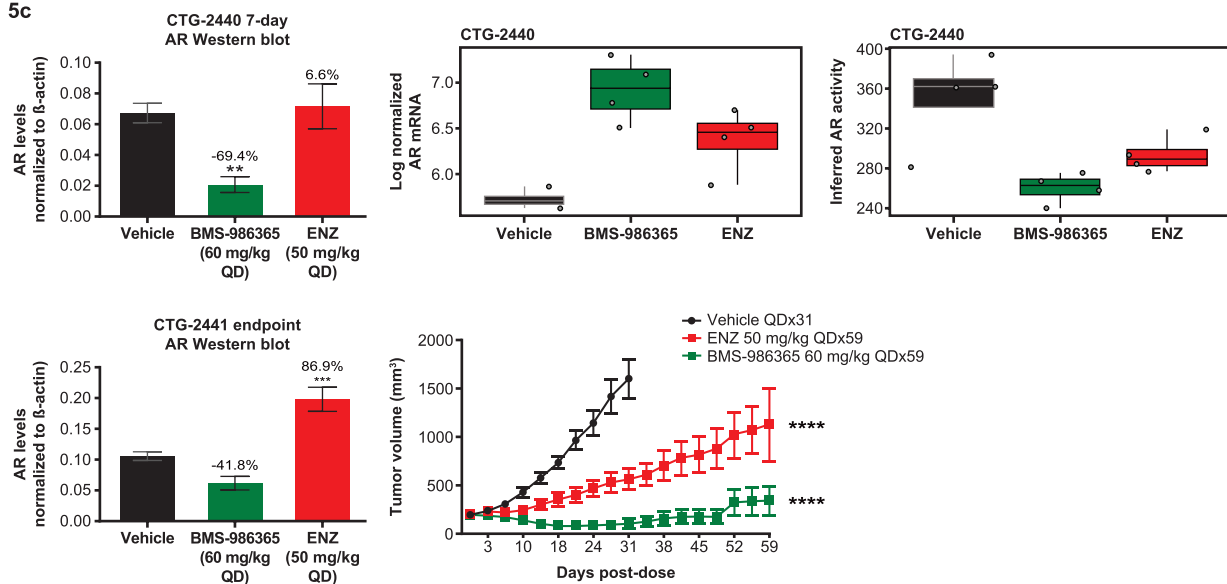 5c
CTG-2440 7-day
AR Western blot
AR levels
normalized to ß-actin)
0.10
0.08
0.06
0.04
0.02
0.00
-69.4%
**
6.6%
Vehicle
BMS-986365
(60 mg/kg
QD)
ENZ
(50 mg/kg
QD)
CTG-2440
Log normalized
AR mRNA
7.0
6.5
6.0
Vehicle
BMS-986365
ENZ
CTG-2440
Inferred AR activity
400
360
320
280
240
Vehicle
BMS-986365
ENZ
CTG-2441 endpoint
AR Western blot
AR levels
normalized to ß-actin)
0.25
0.20
0.15
0.10
0.05
0.00
-41.8%
86.9%
***
Vehicle
BMS-986365
(60 mg/kg
QD)
ENZ
(50 mg/kg
QD)
Vehicle QDx31
ENZ 50 mg/kg QDx59
BMS-986365 60 mg/kg QDx59
Tumor volume (mm³)
2000
1500
1000
500
0
****
****
3 10 18 24 31 38 45 52 59
Days post-dose